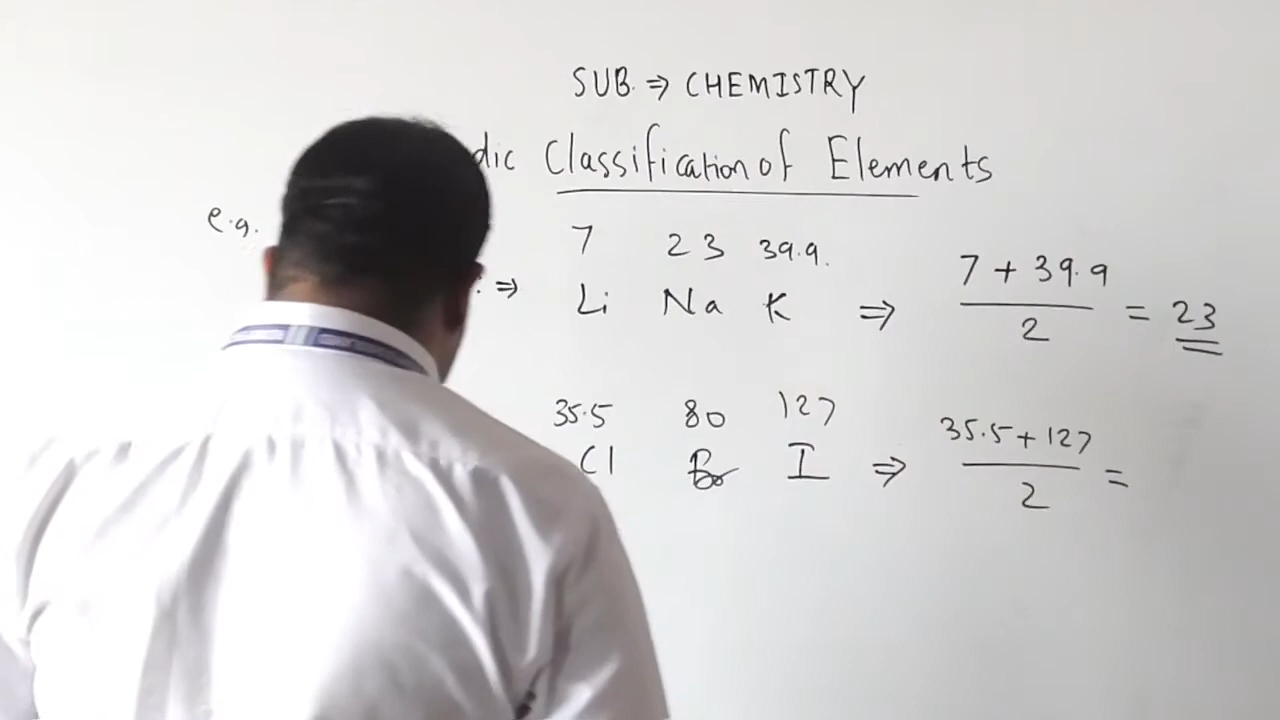 SUB. ⇒ CHEMISTRY
dic Classification of Elements
e.g.
7 23 39.9.
⇒ Li Na K ⇒ 7 + 39.9 / 2 = 23
35.5 80 127
Cl Br I ⇒ 35.5 + 127 / 2 =